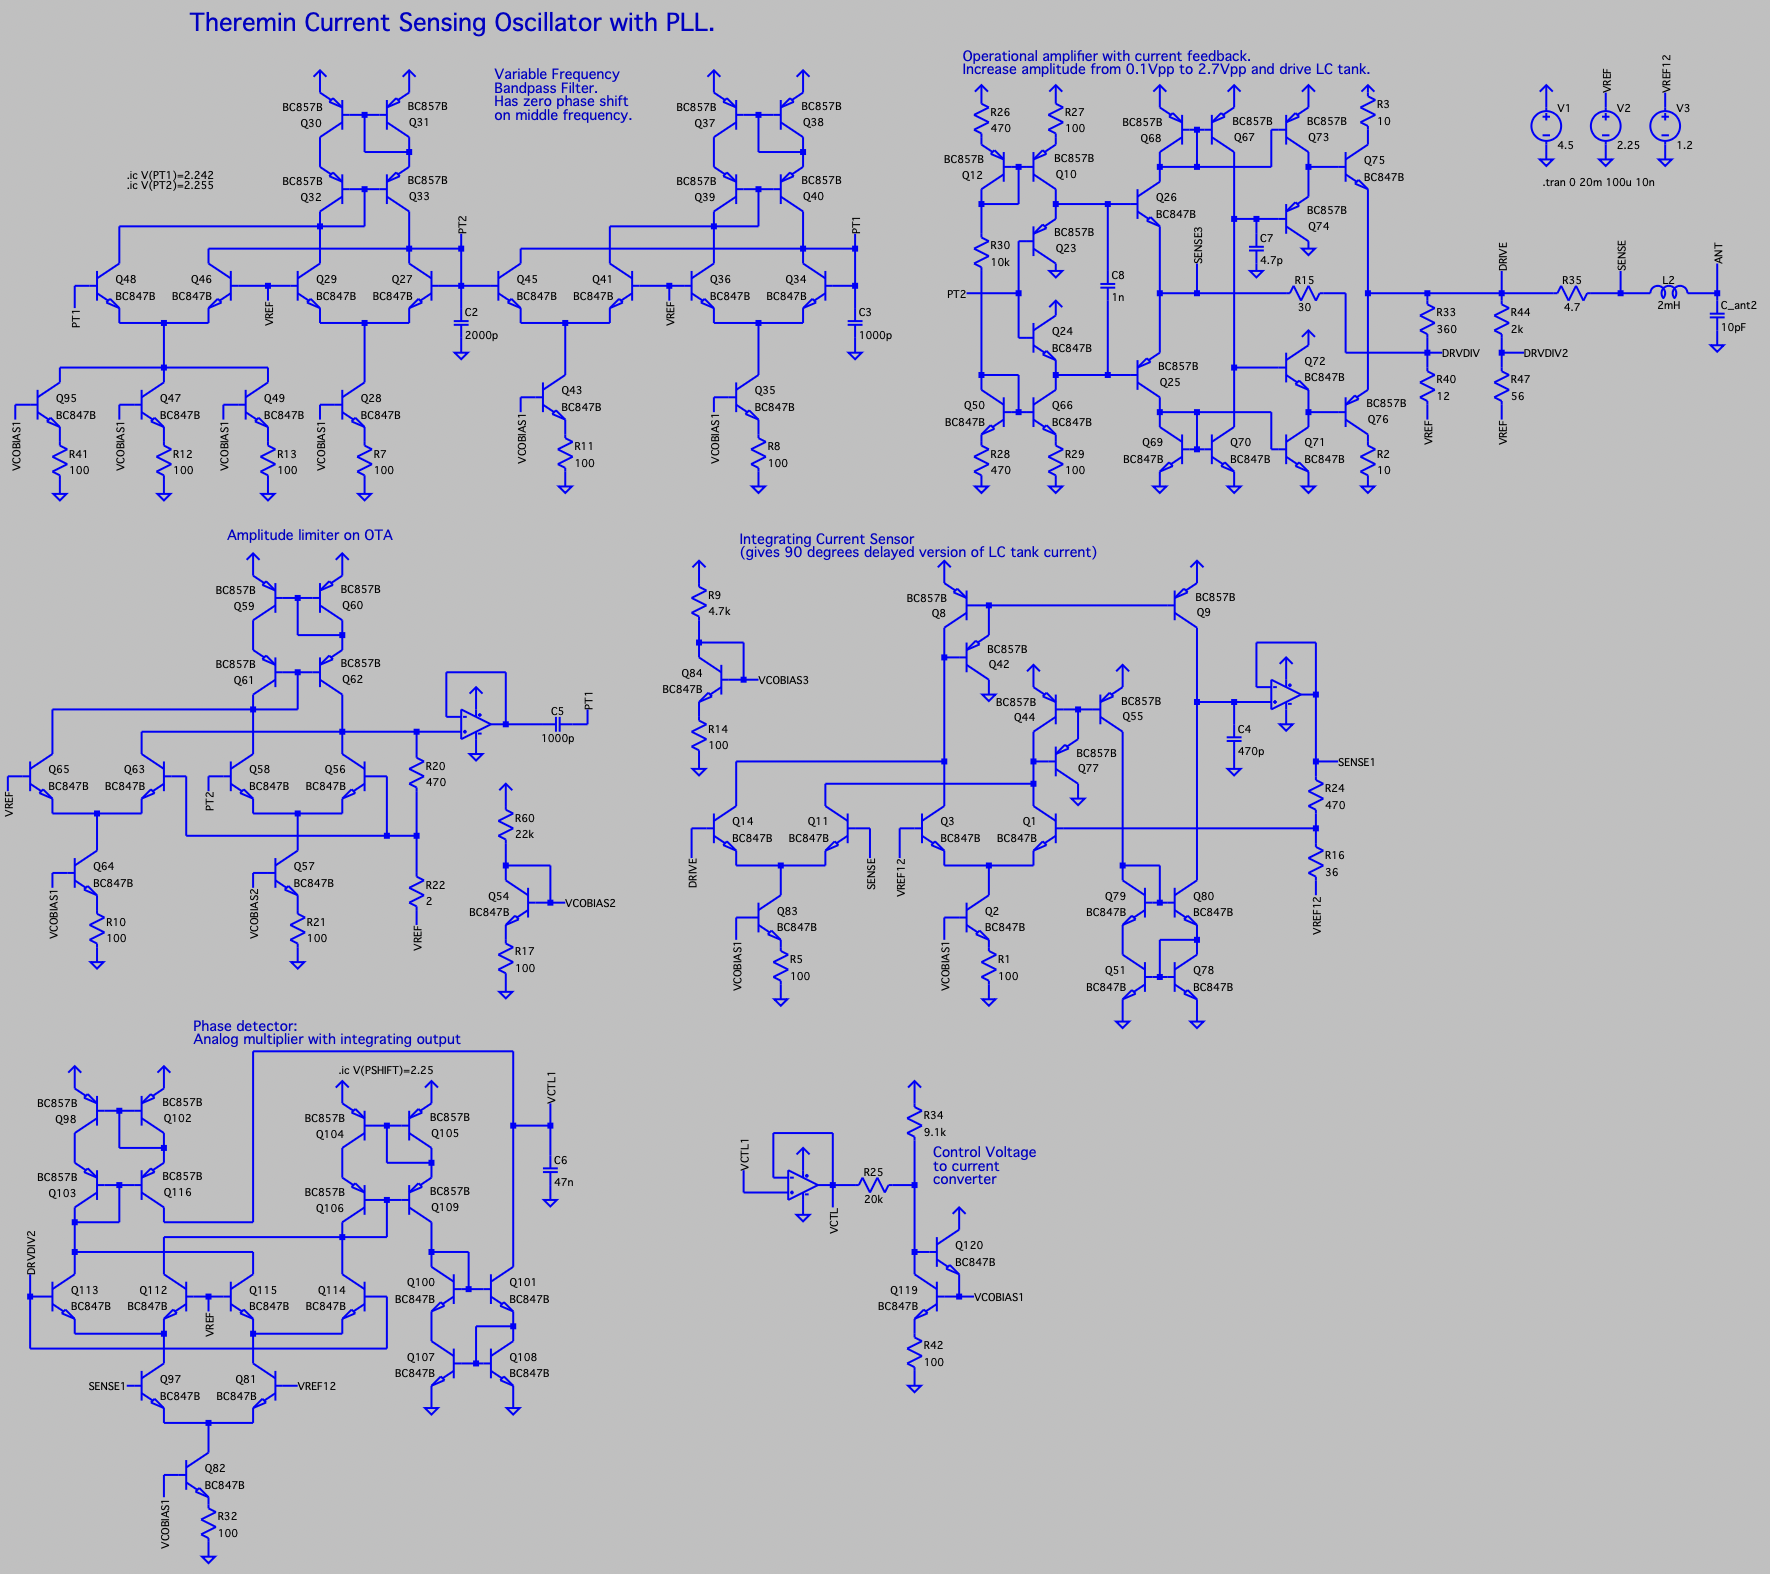 Theremin Current Sensing Oscillator with PLL.
Variable Frequency
Bandpass Filter.
Has zero phase shift
on middle frequency.
.ic V(PT1)=2.242
.ic V(PT2)=2.255
BC857B
Q30
BC857B
Q31
BC857B
Q32
BC857B
Q33
BC857B
Q37
BC857B
Q38
BC857B
Q39
BC857B
Q40
PT2
PT1
Q48
BC847B
Q46
BC847B
Q29
BC847B
Q27
BC847B
Q45
BC847B
Q41
BC847B
Q36
BC847B
Q34
BC847B
PT1
VREF
VREF
C2
2000p
C3
1000p
Q95
BC847B
Q47
BC847B
Q49
BC847B
Q28
BC847B
Q43
BC847B
Q35
BC847B
VCOBIAS1
VCOBIAS1
VCOBIAS1
VCOBIAS1
VCOBIAS1
VCOBIAS1
R41
100
R12
100
R13
100
R7
100
R11
100
R8
100
Operational amplifier with current feedback.
Increase amplitude from 0.1Vpp to 2.7Vpp and drive LC tank.
R26
470
R27
100
BC857B
Q12
BC857B
Q10
BC857B
Q68
BC857B
Q67
BC857B
Q73
R3
10
Q75
BC847B
Q26
BC847B
BC857B
Q23
BC857B
Q74
R30
10k
SENSE3
C7
4.7p
C8
1n
PT2
R15
30
Q24
BC847B
BC857B
Q25
Q72
BC847B
Q50
BC847B
Q66
BC847B
Q69
BC847B
Q70
BC847B
Q71
BC847B
BC857B
Q76
R28
470
R29
100
R2
10
VREF
VREF12
V1
4.5
V2
2.25
V3
1.2
.tran 0 20m 100u 10n
DRIVE
SENSE
ANT
R35
4.7
L2
2mH
C_ant2
10pF
R33
360
R44
2k
DRVDIV
DRVDIV2
R40
12
R47
56
VREF
VREF
Amplitude limiter on OTA
BC857B
Q59
BC857B
Q60
BC857B
Q61
BC857B
Q62
C5
1000p
PT1
Q65
BC847B
Q63
BC847B
Q58
BC847B
Q56
BC847B
R20
470
VREF
PT2
R60
22k
Q64
BC847B
Q57
BC847B
R22
2
VCOBIAS1
VCOBIAS2
VREF
Q54
BC847B
VCOBIAS2
R10
100
R21
100
R17
100
Integrating Current Sensor
(gives 90 degrees delayed version of LC tank current)
R9
4.7k
BC857B
Q8
BC857B
Q9
Q84
BC847B
VCOBIAS3
BC857B
Q42
BC857B
Q44
BC857B
Q55
R14
100
BC857B
Q77
C4
470p
SENSE1
R24
470
Q14
BC847B
Q11
BC847B
Q3
BC847B
Q1
BC847B
DRIVE
SENSE
VREF12
R16
36
VREF12
Q83
BC847B
Q2
BC847B
Q79
BC847B
Q80
BC847B
VCOBIAS1
VCOBIAS1
R5
100
R1
100
Q51
BC847B
Q78
BC847B
Phase detector:
Analog multiplier with integrating output
.ic V(PSHIFT)=2.25
BC857B
Q98
BC857B
Q102
BC857B
Q104
BC857B
Q105
VCTL1
BC857B
Q103
BC857B
Q116
BC857B
Q106
BC857B
Q109
C6
47n
DRVDIV2
Q113
BC847B
Q112
BC847B
Q115
BC847B
Q114
BC847B
Q100
BC847B
Q101
BC847B
VREF
Q107
BC847B
Q108
BC847B
SENSE1
Q97
BC847B
Q81
BC847B
VREF12
Q82
BC847B
VCOBIAS1
R32
100
R34
9.1k
Control Voltage
to current
converter
VCTL1
R25
20k
VCTL
Q120
BC847B
Q119
BC847B
VCOBIAS1
R42
100